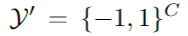 𝒴′ = {−1, 1}^C